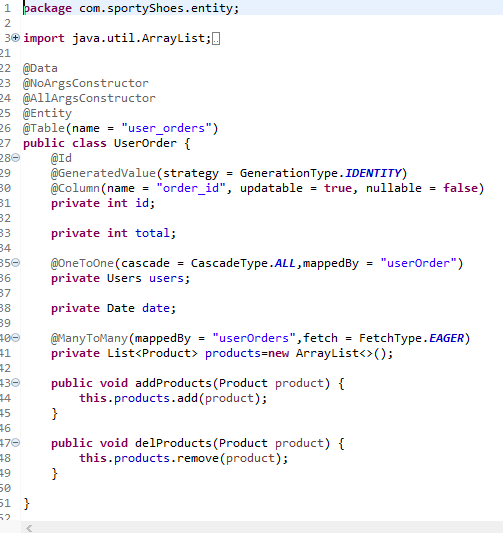 1 package com.sportyShoes.entity;
2
3 import java.util.ArrayList;
21
22 @Data
23 @NoArgsConstructor
24 @AllArgsConstructor
25 @Entity
26 @Table(name = "user_orders")
27 public class UserOrder {
28 @Id
29 @GeneratedValue(strategy = GenerationType.IDENTITY)
30 @Column(name = "order_id", updatable = true, nullable = false)
31 private int id;
32
33 private int total;
34
35 @OneToOne(cascade = CascadeType.ALL,mappedBy = "userOrder")
36 private Users users;
37
38 private Date date;
39
40 @ManyToMany(mappedBy = "userOrders",fetch = FetchType.EAGER)
41 private List<Product> products=new ArrayList<>();
42
43 public void addProducts(Product product) {
44 this.products.add(product);
45 }
46
47 public void delProducts(Product product) {
48 this.products.remove(product);
49 }
50
51 }
52